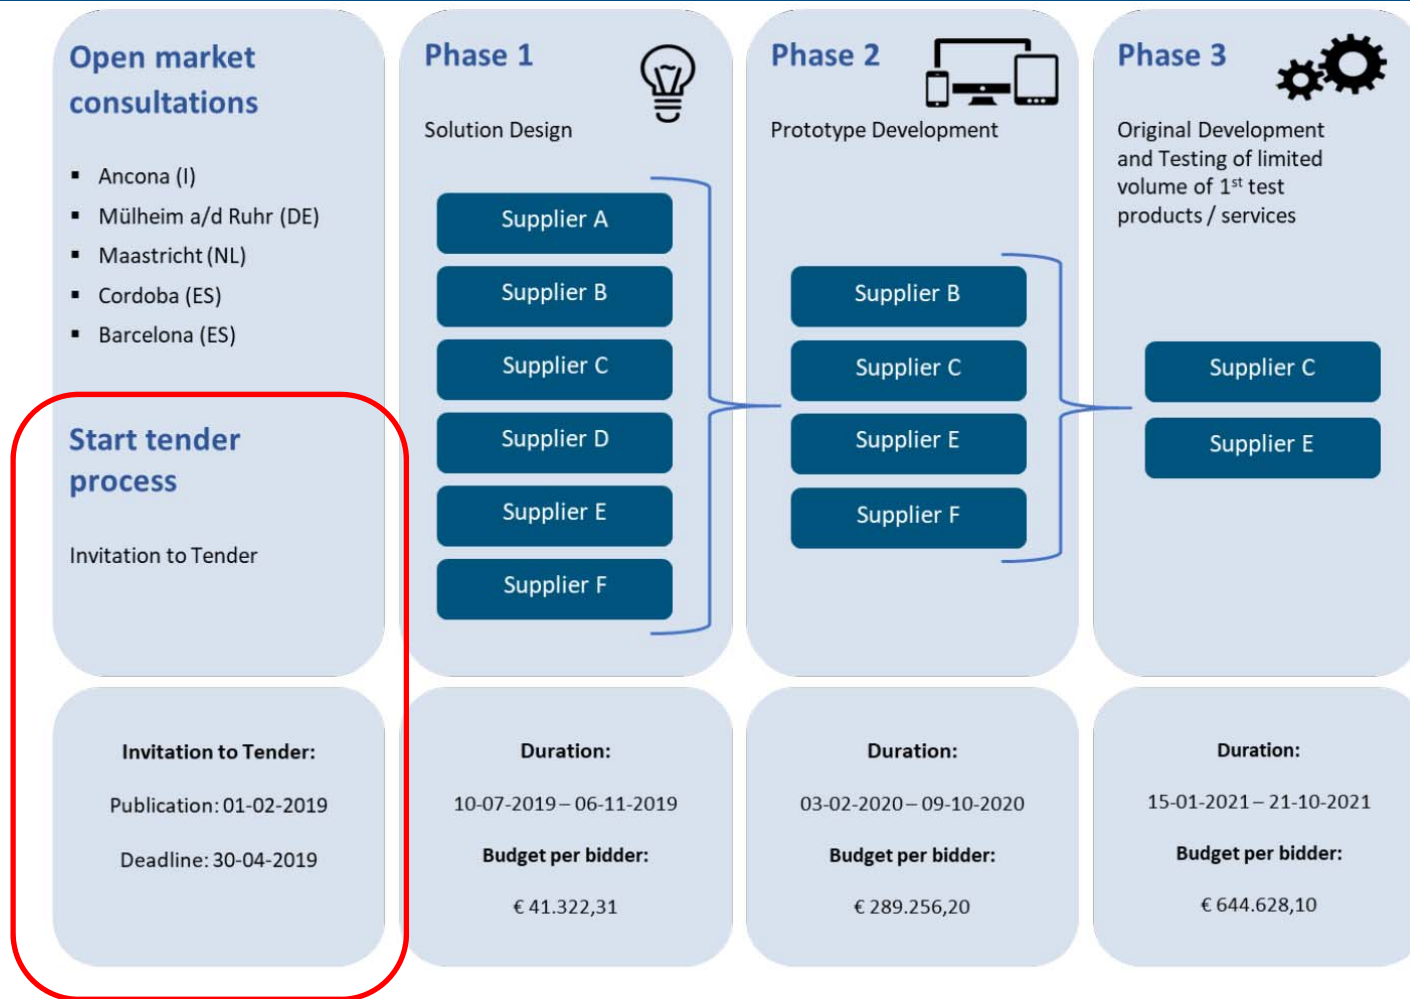 Open market
consultations
▪ Ancona (I)
▪ Mülheim a/d Ruhr (DE)
▪ Maastricht (NL)
▪ Cordoba (ES)
▪ Barcelona (ES)
Start tender
process
Invitation to Tender
Invitation to Tender:
Publication: 01-02-2019
Deadline: 30-04-2019
Phase 1
Solution Design
Supplier A
Supplier B
Supplier C
Supplier D
Supplier E
Supplier F
Duration:
10-07-2019 – 06-11-2019
Budget per bidder:
€ 41.322,31
Phase 2
Prototype Development
Supplier B
Supplier C
Supplier E
Supplier F
Duration:
03-02-2020 – 09-10-2020
Budget per bidder:
€ 289.256,20
Phase 3
Original Development
and Testing of limited
volume of 1st test
products / services
Supplier C
Supplier E
Duration:
15-01-2021 – 21-10-2021
Budget per bidder:
€ 644.628,10